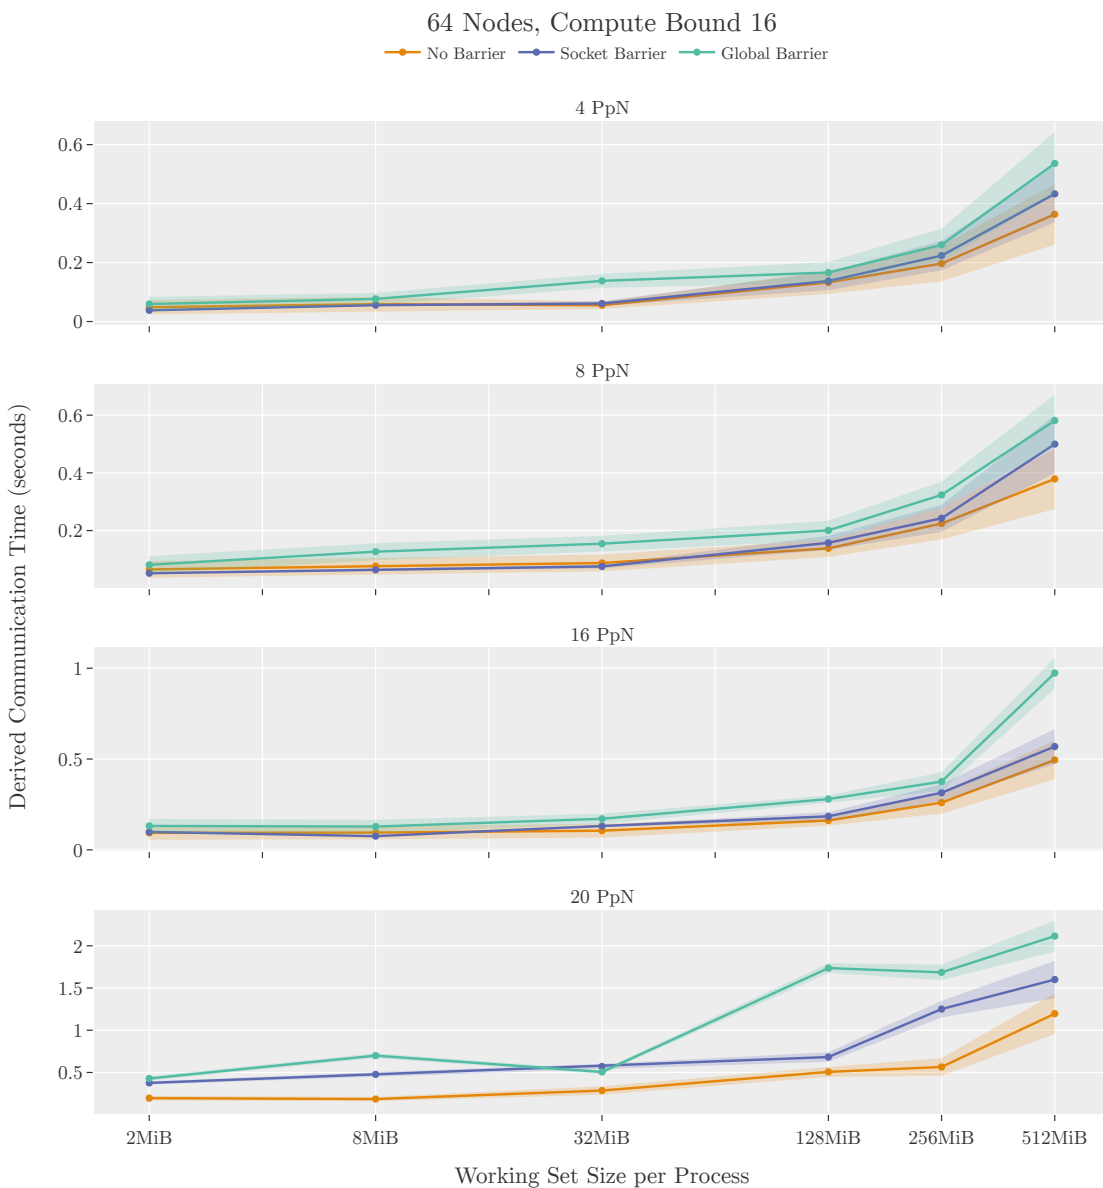 64 Nodes, Compute Bound 16
No Barrier Socket Barrier Global Barrier
4 PpN
0.6
0.4
0.2
0
8 PpN
0.6
0.4
0.2
16 PpN
1
0.5
0
20 PpN
2
1.5
1
0.5
2MiB 8MiB 32MiB 128MiB 256MiB 512MiB
Working Set Size per Process
Derived Communication Time (seconds)